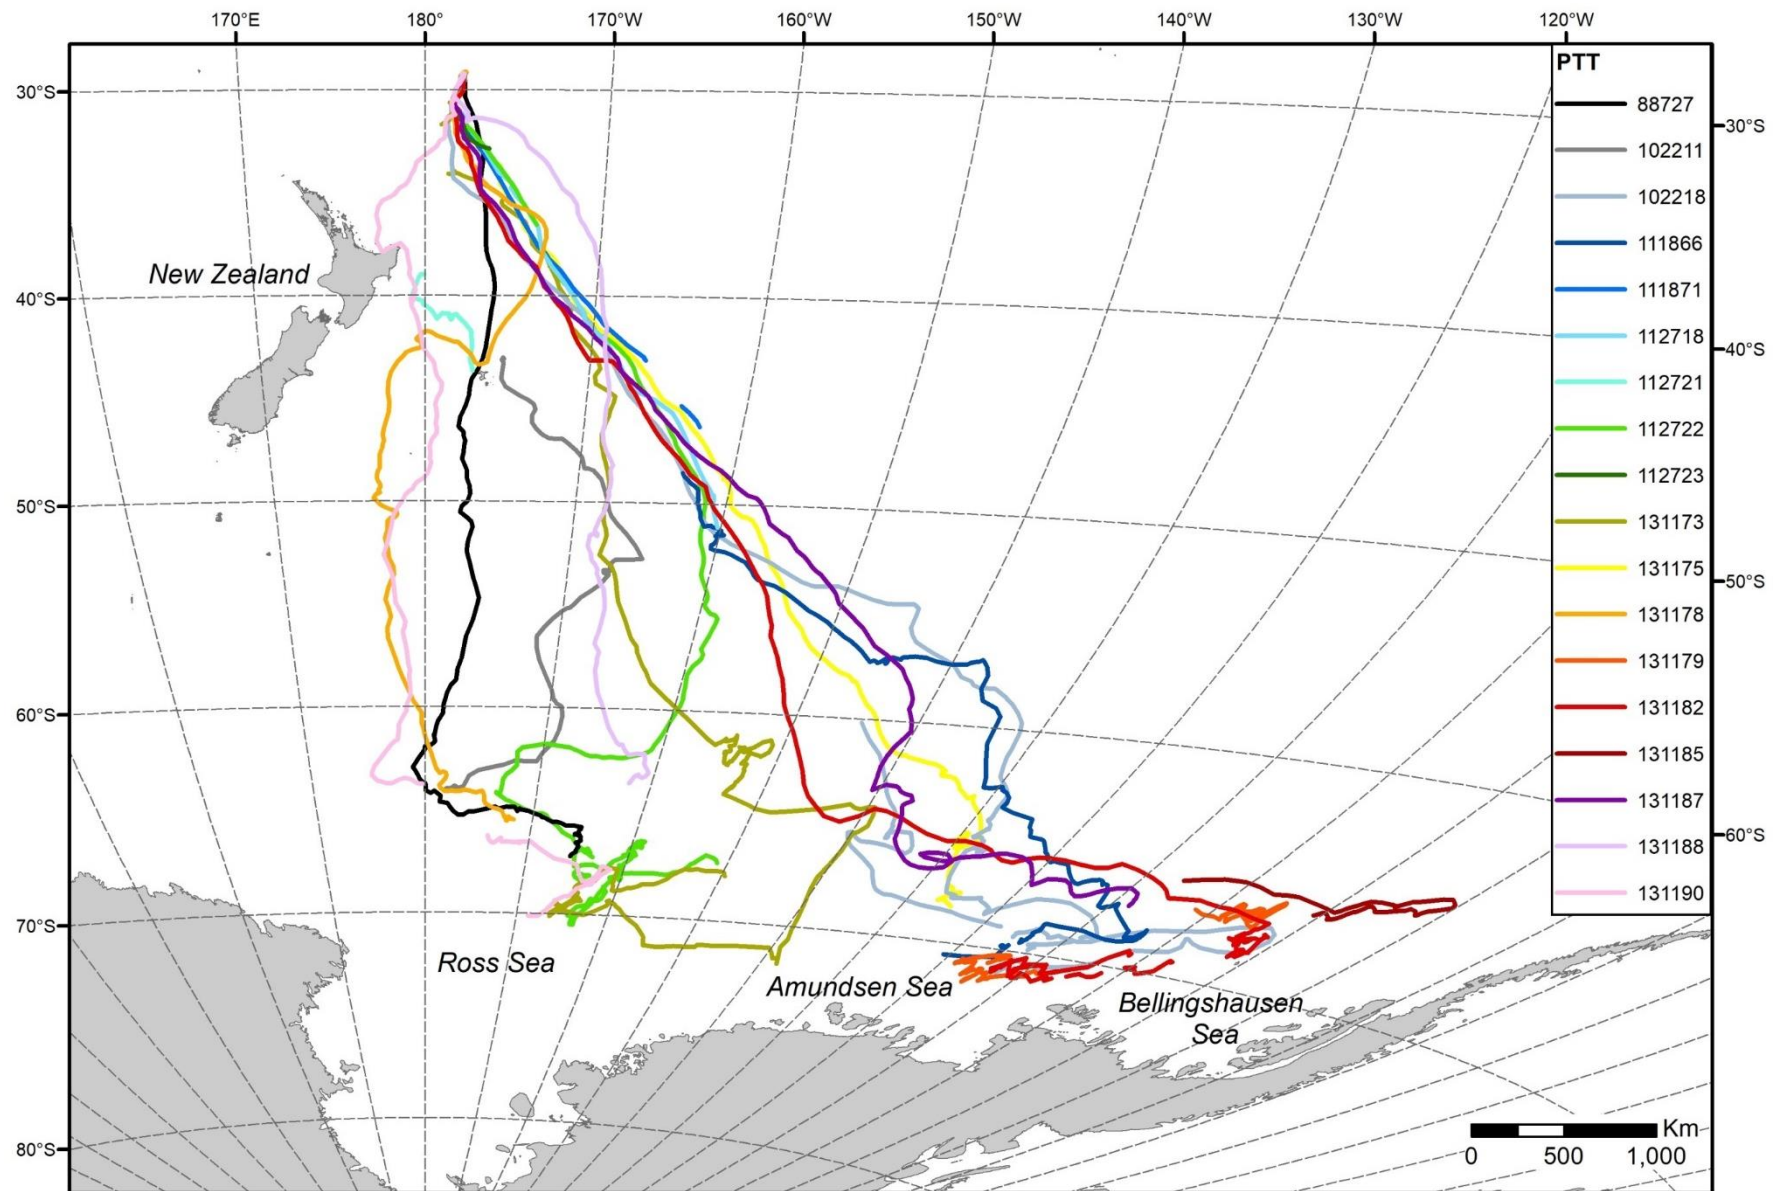 170°E 180° 170°W 160°W 150°W 140°W 130°W 120°W
PTT
30°S
88727
30°S
102211
102218
111866
New Zealand
111871
40°S
112718
40°S
112721
112722
112723
50°S
131173
131175
50°S
131178
131179
60°S
131182
131185
131187
60°S
131188
131190
70°S
Ross Sea
Amundsen Sea
Bellingshausen
Sea
Km
80°S
0 500 1,000